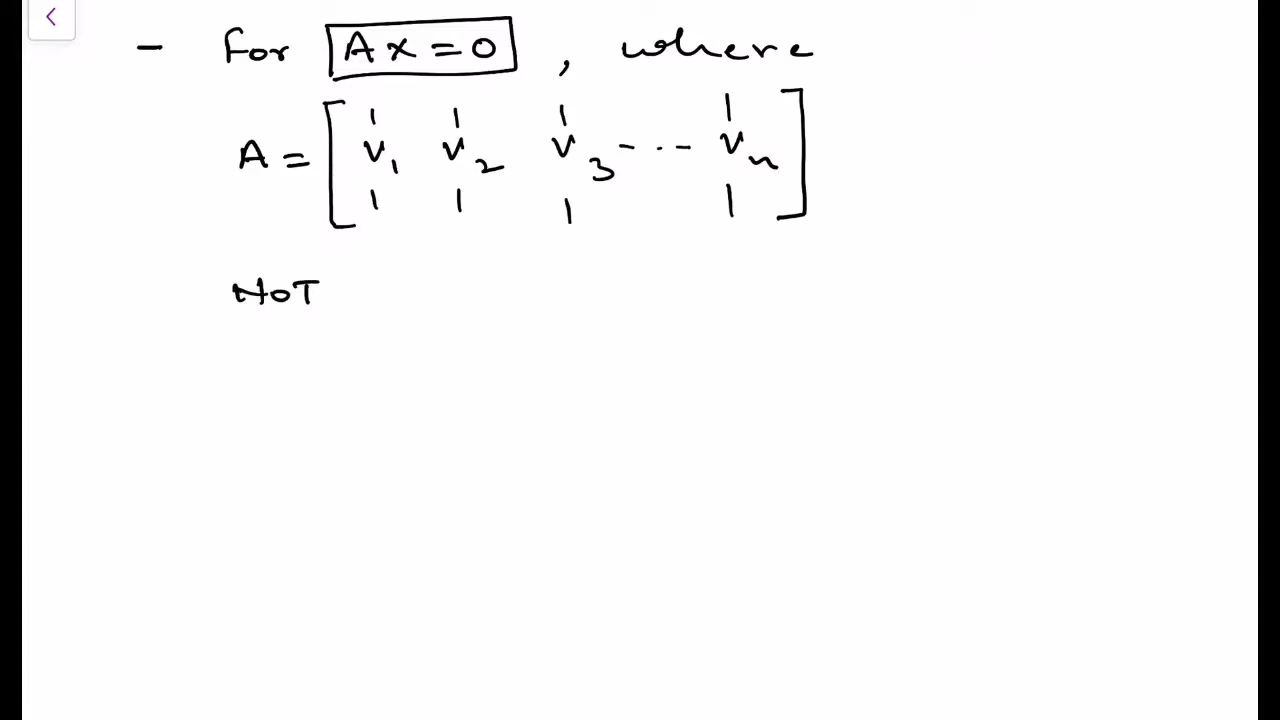 - For Ax=0, where
A = [ v1 v2 v3 - ·· - vn ]
NOT